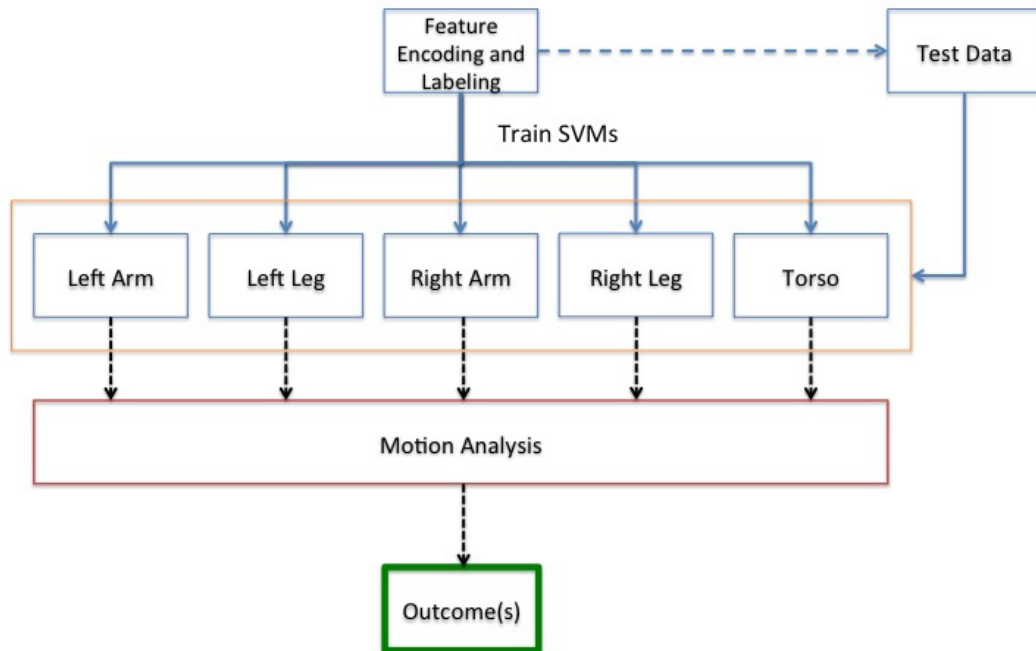 Feature
Encoding and
Labeling
Test Data
Train SVMs
Left Arm
Left Leg
Right Arm
Right Leg
Torso
Motion Analysis
Outcome(s)